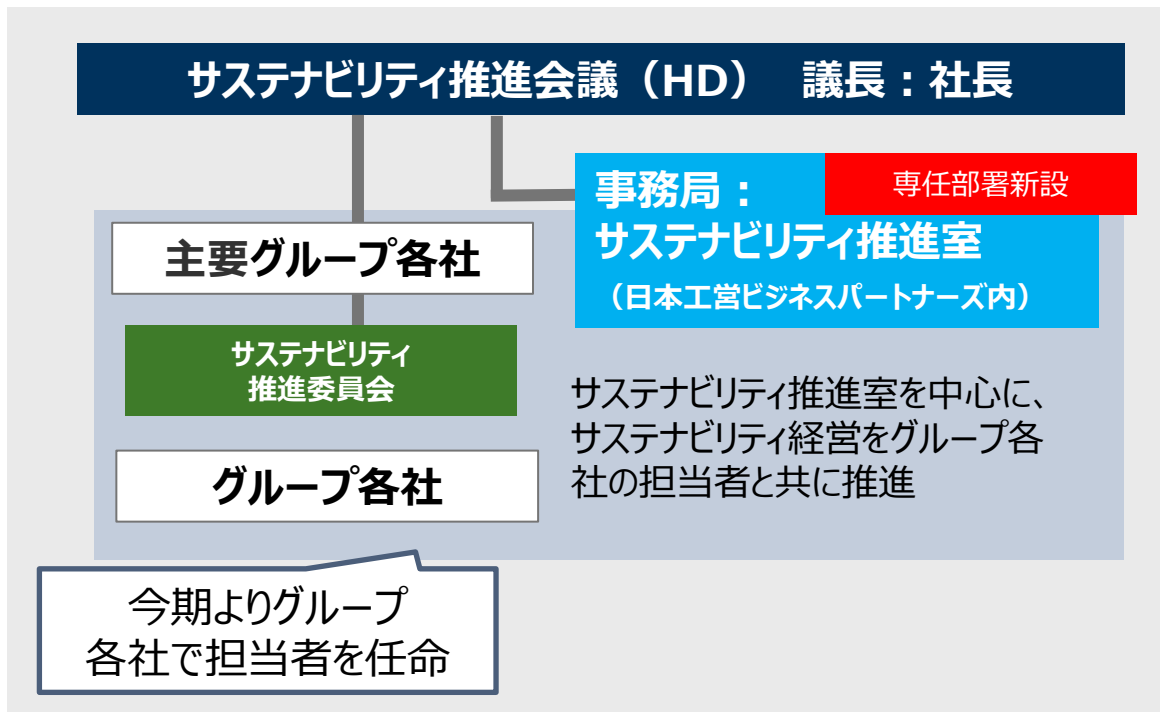 サステナビリティ推進会議（HD）　議長：社長
事務局：
専任部署新設
サステナビリティ推進室
（日本工営ビジネスパートナーズ内）
主要グループ各社
サステナビリティ
推進委員会
グループ各社
サステナビリティ推進室を中心に、
サステナビリティ経営をグループ各
社の担当者と共に推進
今期よりグループ
各社で担当者を任命